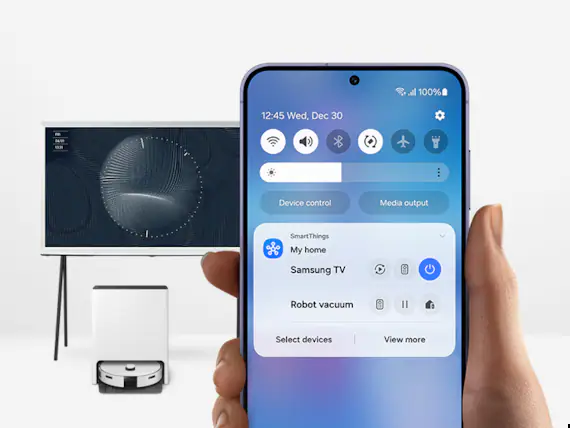 100%
12:45 Wed, Dec 30
Device control
Media output
SmartThings
My home
Samsung TV
Robot vacuum
Select devices
View more